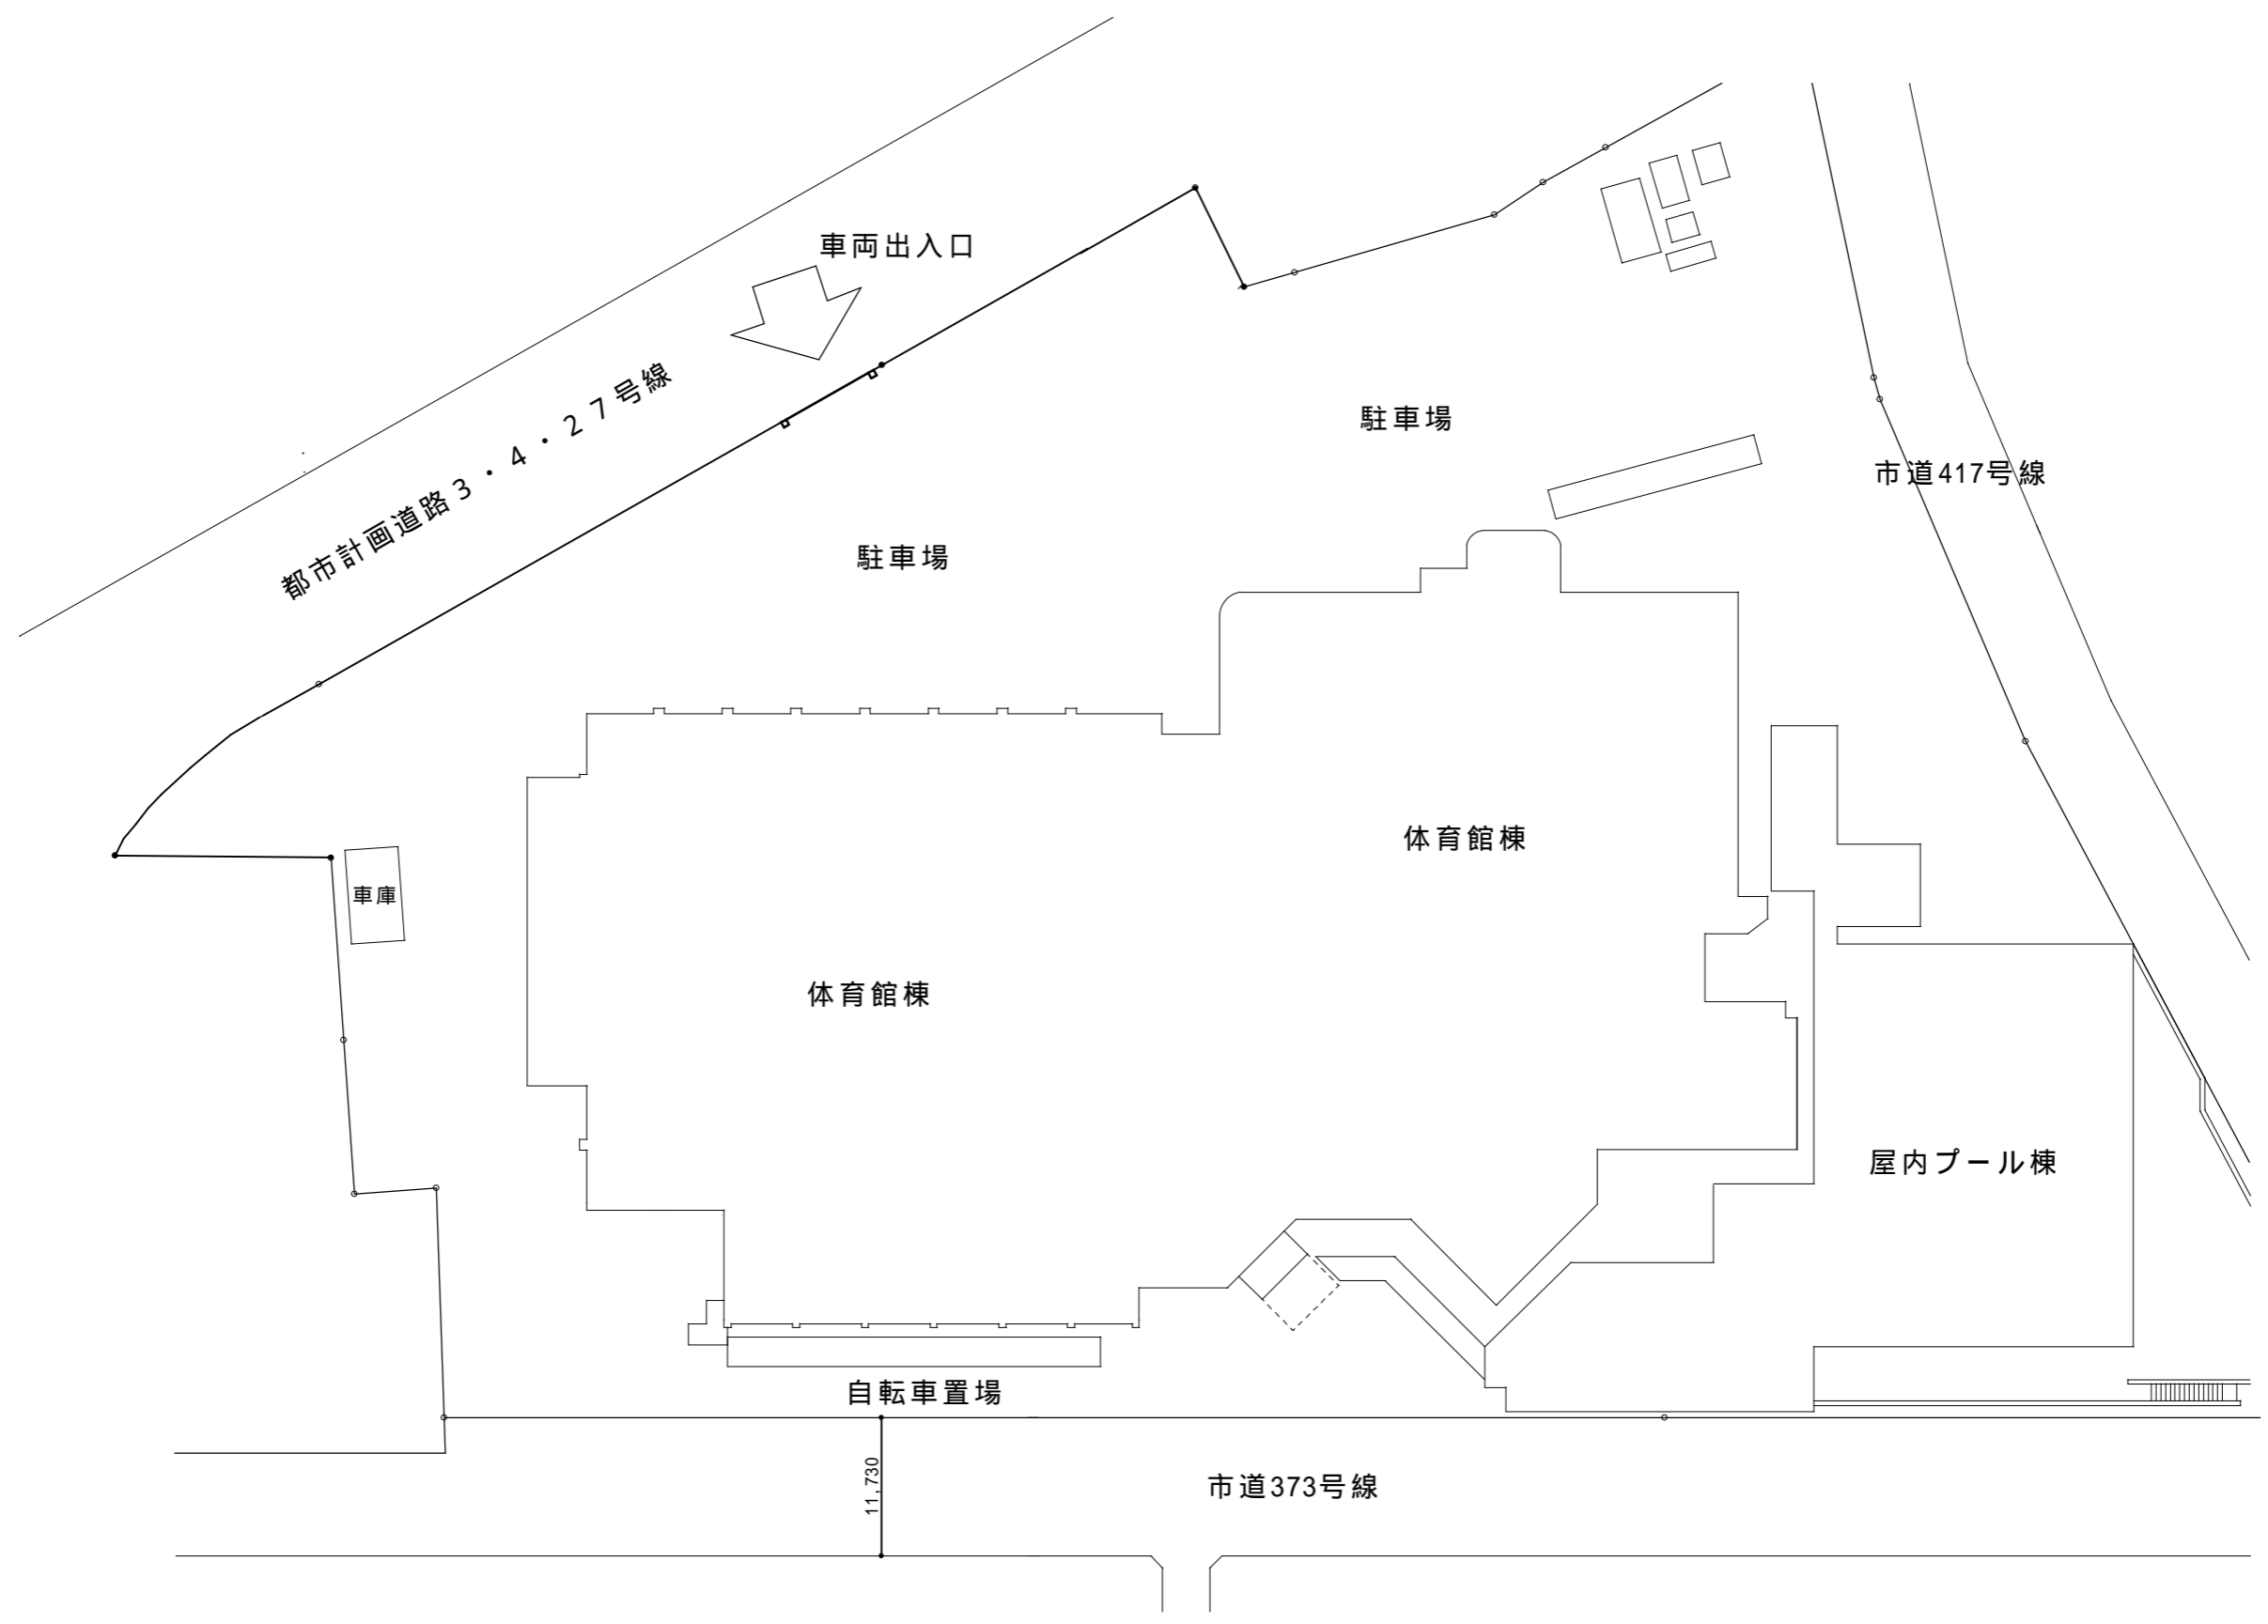 車両出入口
都市計画道路３・４・２７号線
駐車場
市道417号線
駐車場
体育館棟
車庫
体育館棟
屋内プール棟
自転車置場
11,730
市道373号線